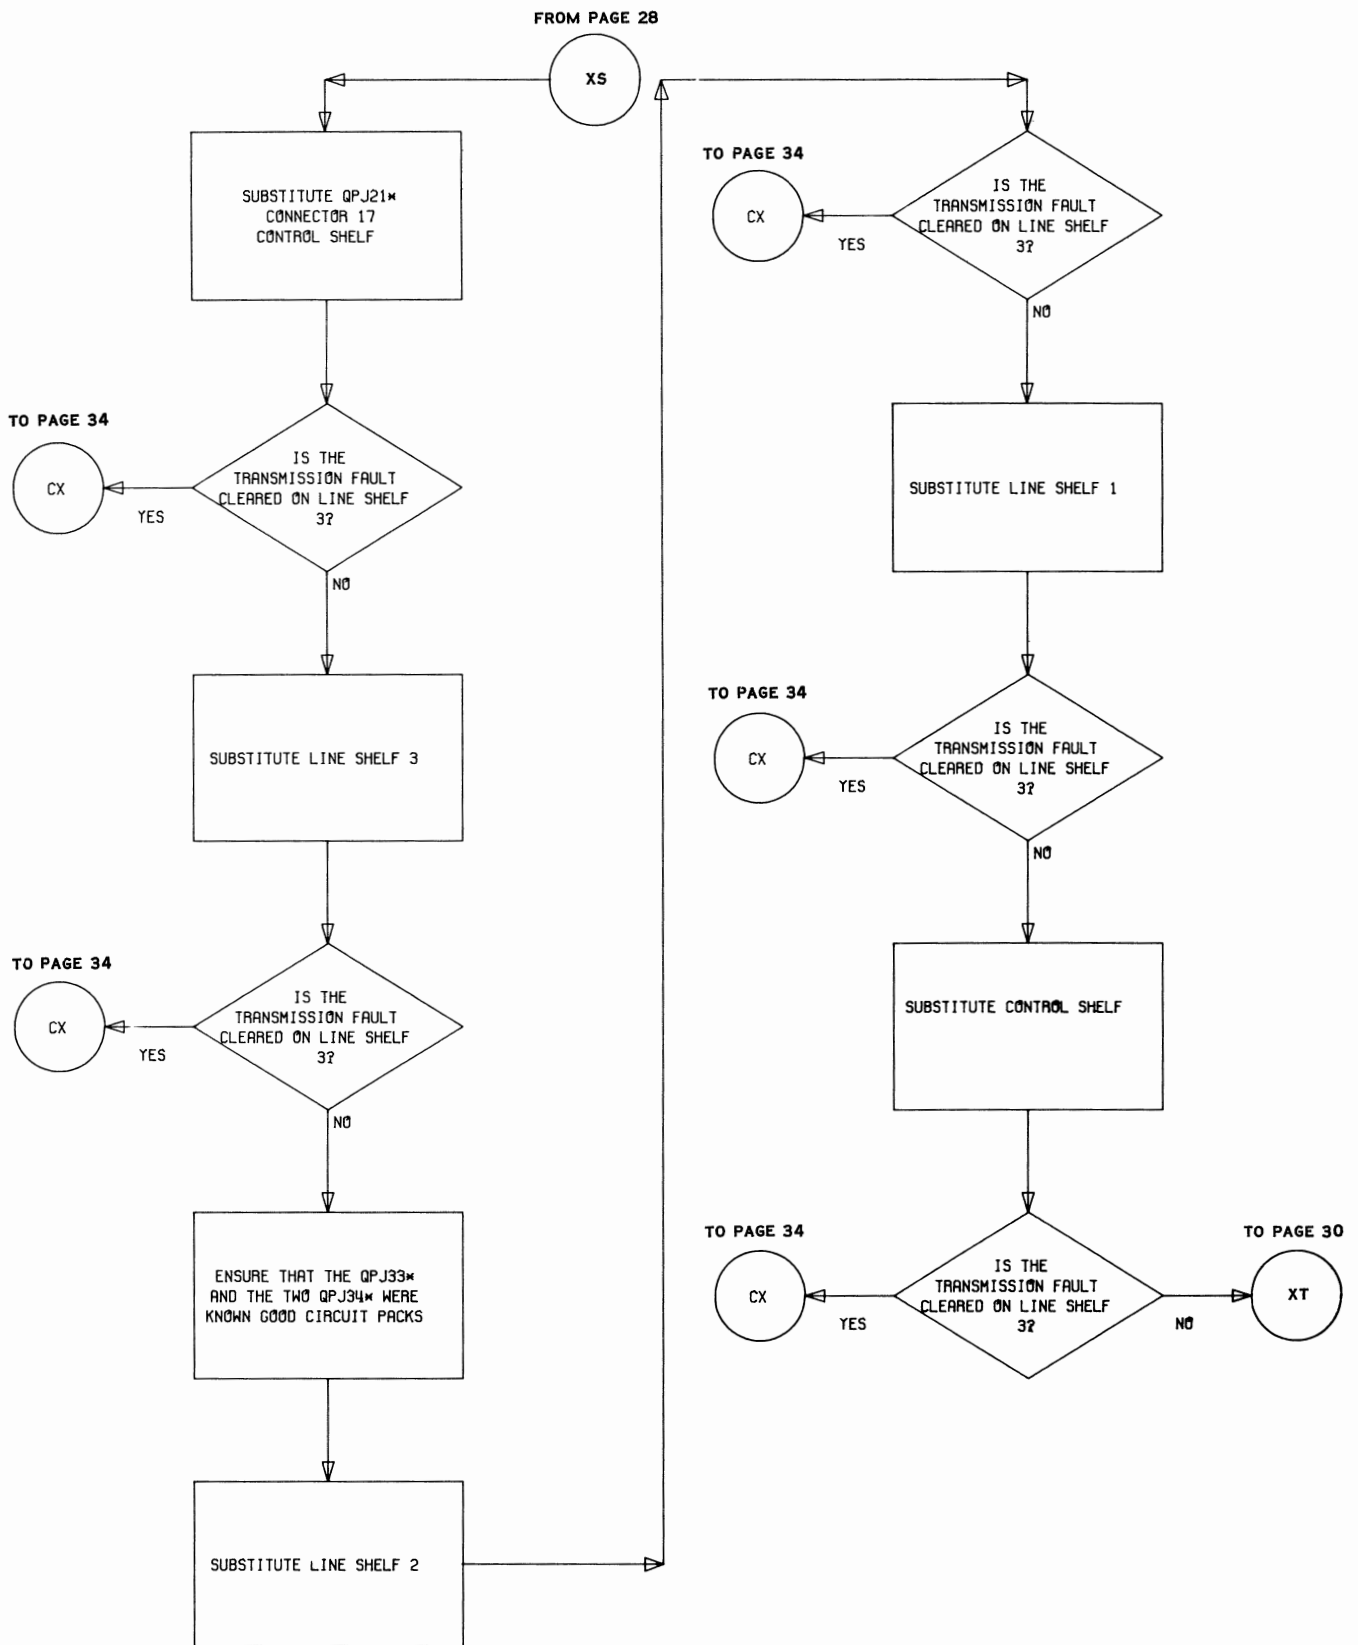 FROM PAGE 28
XS
SUBSTITUTE QPJ21*
CONNECTOR 17
CONTROL SHELF
TO PAGE 34
CX
YES
IS THE
TRANSMISSION FAULT
CLEARED ON LINE SHELF
3?
NO
SUBSTITUTE LINE SHELF 3
TO PAGE 34
CX
YES
IS THE
TRANSMISSION FAULT
CLEARED ON LINE SHELF
3?
NO
ENSURE THAT THE QPJ33*
AND THE TWO QPJ34* WERE
KNOWN GOOD CIRCUIT PACKS
SUBSTITUTE LINE SHELF 2
TO PAGE 34
CX
YES
IS THE
TRANSMISSION FAULT
CLEARED ON LINE SHELF
3?
NO
SUBSTITUTE LINE SHELF 1
TO PAGE 34
CX
YES
IS THE
TRANSMISSION FAULT
CLEARED ON LINE SHELF
3?
NO
SUBSTITUTE CONTROL SHELF
TO PAGE 34
CX
YES
IS THE
TRANSMISSION FAULT
CLEARED ON LINE SHELF
3?
NO
TO PAGE 30
XT